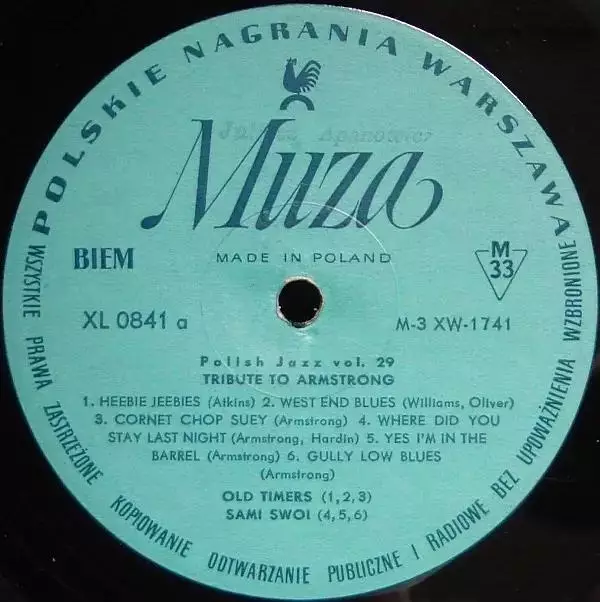 POLSKIE NAGRANIA WARSZAWA
Muza
BIEM
MADE IN POLAND
M
33
XL 0841 a
M-3 XW-1741
Polish Jazz vol. 29
TRIBUTE TO ARMSTRONG
1. HEEBIE JEEBIES (Atkins) 2. WEST END BLUES (Williams, Oliver)
3. CORNET CHOP SUEY (Armstrong) 4. WHERE DID YOU
STAY LAST NIGHT (Armstrong, Hardin) 5. YES I'M IN THE
BARREL (Armstrong) 6. GULLY LOW BLUES
(Armstrong)
OLD TIMERS (1,2,3)
SAMI SWOI (4,5,6)
WSZYSTKIE PRAWA ZASTRZEŻONE KOPIOWANIE ODTWARZANIE PUBLICZNE I RADIOWE BEZ UPOWAŻNIENIA WZBRONIONE